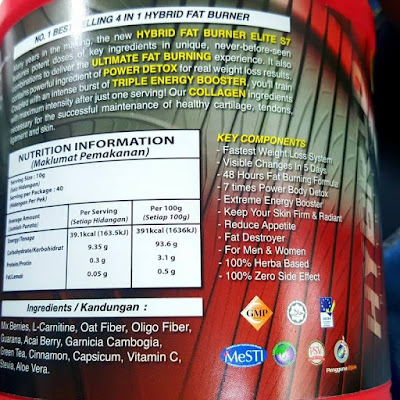 NO. 1 BEST SELLING 4 IN 1 HYBRID FAT BURNER
years in the making, the new HYBRID FAT BURNER ELITE S7
potent doses of key ingredients in unique, never-before-seen
combinations to deliver the ULTIMATE FAT BURNING experience. It also
contains powerful ingredient of POWER DETOX for real weight loss results.
Coupled with an intense burst of TRIPLE ENERGY BOOSTER, you'll train
with maximum intensity after just one serving! Our COLLAGEN ingredients
necessary for the successful maintenance of healthy cartilage, tendons,
ligament and skin.
NUTRITION INFORMATION
(Maklumat Pemakanan)
Serving Size : 10g
(Saiz Hidangan)
Serving per Package : 40
(Hidangan Per Pek)
Average Amount
(Jumlah Purata)
Per Serving
(Setiap Hidangan)
Per 100g
(Setiap 100g)
Energy/Tenaga 39.1kcal (163.5kJ) 391kcal (1636kJ)
Carbohydrate/Karbohidrat 9.35 g 93.6 g
Protein/Protin 0.3 g 3.1 g
Fat/Lemak 0.05 g 0.5 g
Ingredients / Kandungan :
Mix Berries, L-Carnitine, Oat Fiber, Oligo Fiber,
Guarana, Acai Berry, Garnicia Cambogia,
Green Tea, Cinnamon, Capsicum, Vitamin C,
Stevia, Aloe Vera.
KEY COMPONENTS
- Fastest Weight Loss System
- Visible Changes In 5 Days
- 48 Hours Fat Burning Formula
- 7 times Power Body Detox
- Extreme Energy Booster
- Keep Your Skin Firm & Radiant
- Reduce Appetite
- Fat Destroyer
- For Men & Women
- 100% Herba Based
- 100% Zero Side Effect
GMP
MeSTI